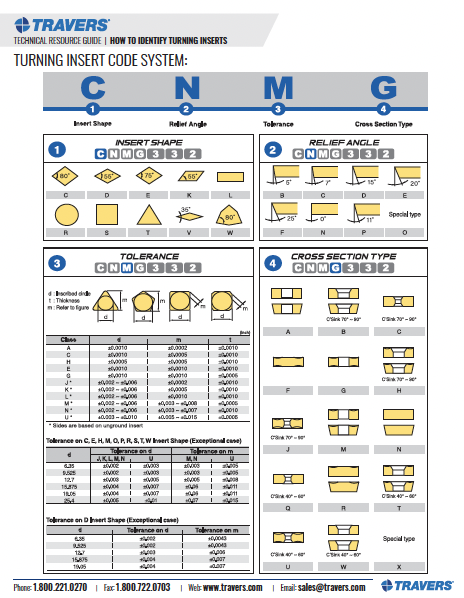 TRAVERS®
TECHNICAL RESOURCE GUIDE | HOW TO IDENTIFY TURNING INSERTS
TURNING INSERT CODE SYSTEM:
C N M G
1 2 3 4
Insert Shape Relief Angle Tolerance Cross Section Type
1 INSERT SHAPE
C N M G 3 3 2
80° 55° 75° 55°
C D E K L
35° 80°
R S T V W
2 RELIEF ANGLE
C N M G 3 3 2
5° 7° 15° 20°
B C D E
25° 0° 11° Special type
F N P O
3 TOLERANCE
C N M G 3 3 2
d : Inscribed circle
t : Thickness
m : Refer to figure
m m m m
d d d d
(inch)
Class d m t
A ±0.0010 ±0.0002 ±0.0010
C ±0.0010 ±0.0005 ±0.0010
H ±0.0005 ±0.0005 ±0.0010
E ±0.0010 ±0.0010 ±0.0010
G ±0.0010 ±0.0010 ±0.0050
J * ±0.002 ~ ±0.006 ±0.0002 ±0.0010
K * ±0.002 ~ ±0.006 ±0.0005 ±0.0010
L * ±0.002 ~ ±0.006 ±0.0010 ±0.0010
M * ±0.002 ~ ±0.006 ±0.003 ~ ±0.008 ±0.0005
N * ±0.002 ~ ±0.006 ±0.003 ~ ±0.007 ±0.0010
U * ±0.003 ~ ±0.010 ±0.005 ~ ±0.015 ±0.0005
* Sides are based on unground insert
Tolerance on C, E, H, M, O, P, R, S, T, W Insert Shape (Exceptional case)
d Tolerance on d Tolerance on m
J, K, L, M, N U M, N U
6.35 ±0.002 ±0.003 ±0.003 ±0.005
9.525 ±0.002 ±0.003 ±0.003 ±0.005
12.7 ±0.003 ±0.005 ±0.005 ±0.008
15.875 ±0.004 ±0.007 ±0.06 ±0.011
19.05 ±0.004 ±0.007 ±0.06 ±0.011
25.4 ±0.005 ±0.01 ±0.07 ±0.015
Tolerance on D Insert Shape (Exceptional case)
d Tolerance on d Tolerance on m
6.35 ±0.002 ±0.0043
9.525 ±0.002 ±0.0043
12.7 ±0.003 ±0.006
15.875 ±0.004 ±0.007
19.05 ±0.004 ±0.007
4 CROSS SECTION TYPE
C N M G 3 3 2
C'Sink 70° ~ 90° C'Sink 70° ~ 90°
A B C
C'Sink 70° ~ 90°
F G H
C'Sink 70° ~ 90°
J M N
C'Sink 40° ~ 60° C'Sink 40° ~ 60°
Q R T
C'Sink 40° ~ 60° C'Sink 40° ~ 60° Special type
U W X
Phone: 1.800.221.0270 | Fax: 1.800.722.0703 | Web: www.travers.com | Email: sales@travers.com TRAVERS®